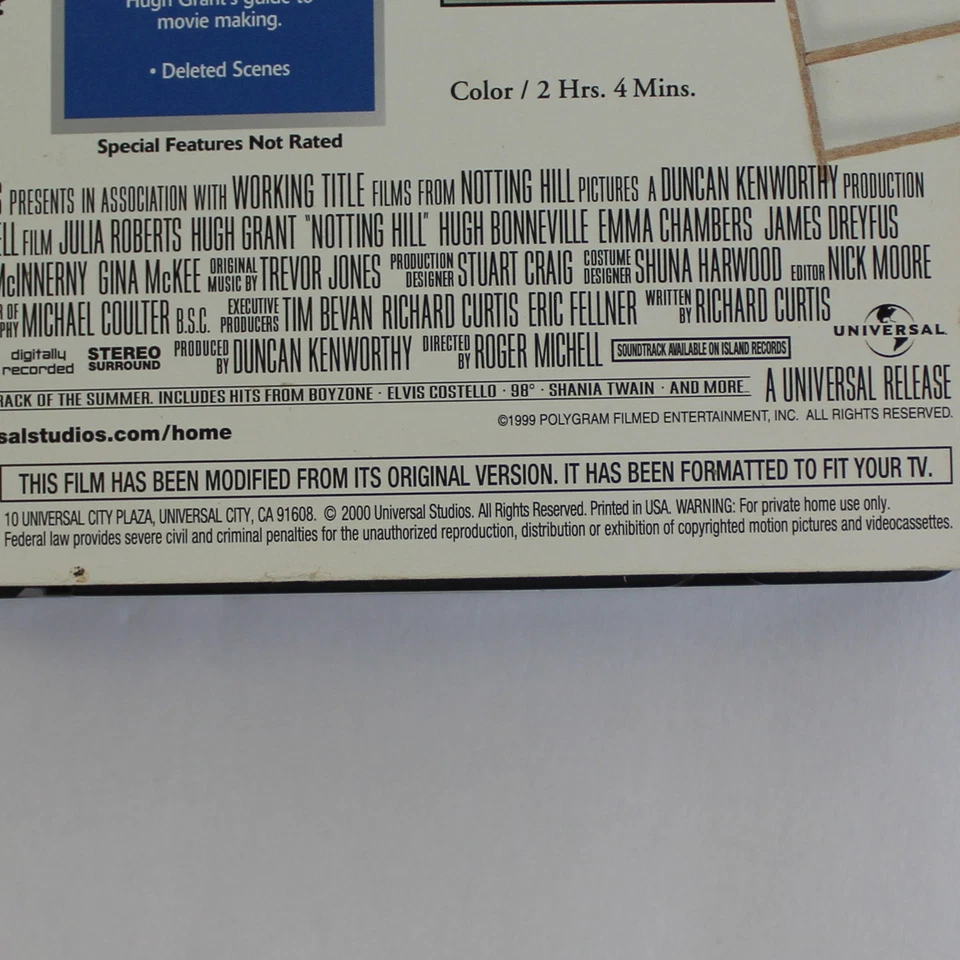 Hugh Grant's guide to
movie making.
• Deleted Scenes
Special Features Not Rated
Color / 2 Hrs. 4 Mins.
PRESENTS IN ASSOCIATION WITH WORKING TITLE FILMS FROM NOTTING HILL PICTURES A DUNCAN KENWORTHY PRODUCTION
ELL FILM JULIA ROBERTS HUGH GRANT "NOTTING HILL" HUGH BONNEVILLE EMMA CHAMBERS JAMES DREYFUS
McINNERNY GINA McKEE ORIGINAL MUSIC BY TREVOR JONES PRODUCTION DESIGNER STUART CRAIG COSTUME DESIGNER SHUNA HARWOOD EDITOR NICK MOORE
R OF PHY MICHAEL COULTER B.S.C. EXECUTIVE PRODUCERS TIM BEVAN RICHARD CURTIS ERIC FELLNER WRITTEN BY RICHARD CURTIS
UNIVERSAL
digitally recorded STEREO SURROUND PRODUCED BY DUNCAN KENWORTHY DIRECTED BY ROGER MICHELL SOUNDTRACK AVAILABLE ON ISLAND RECORDS
RACK OF THE SUMMER. INCLUDES HITS FROM BOYZONE · ELVIS COSTELLO · 98° · SHANIA TWAIN · AND MORE A UNIVERSAL RELEASE
salstudios.com/home ©1999 POLYGRAM FILMED ENTERTAINMENT, INC. ALL RIGHTS RESERVED.
THIS FILM HAS BEEN MODIFIED FROM ITS ORIGINAL VERSION. IT HAS BEEN FORMATTED TO FIT YOUR TV.
10 UNIVERSAL CITY PLAZA, UNIVERSAL CITY, CA 91608. © 2000 Universal Studios. All Rights Reserved. Printed in USA. WARNING: For private home use only.
Federal law provides severe civil and criminal penalties for the unauthorized reproduction, distribution or exhibition of copyrighted motion pictures and videocassettes.